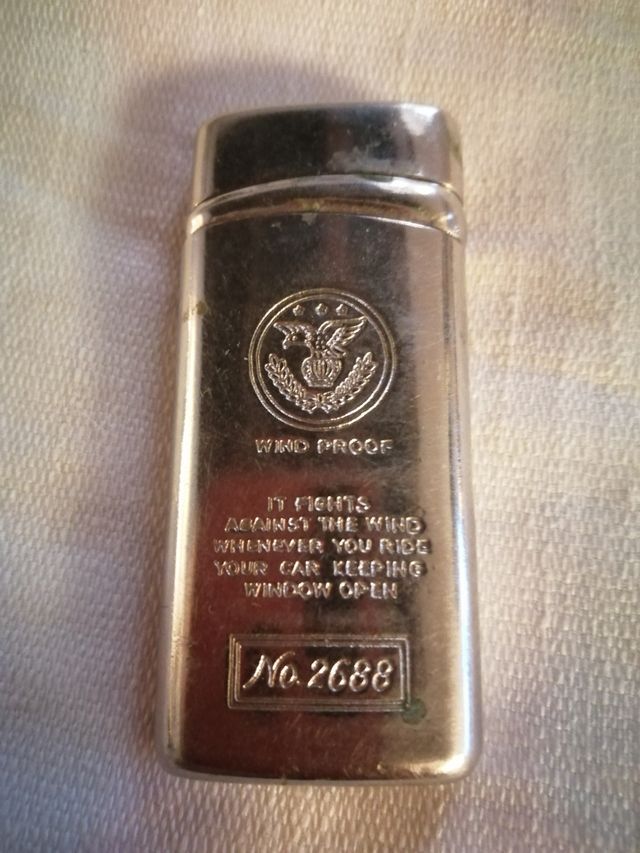 WIND PROOF
IT FIGHTS
AGAINST THE WIND
WHENEVER YOU RIDE
YOUR CAR KEEPING
WINDOW OPEN
No. 2688